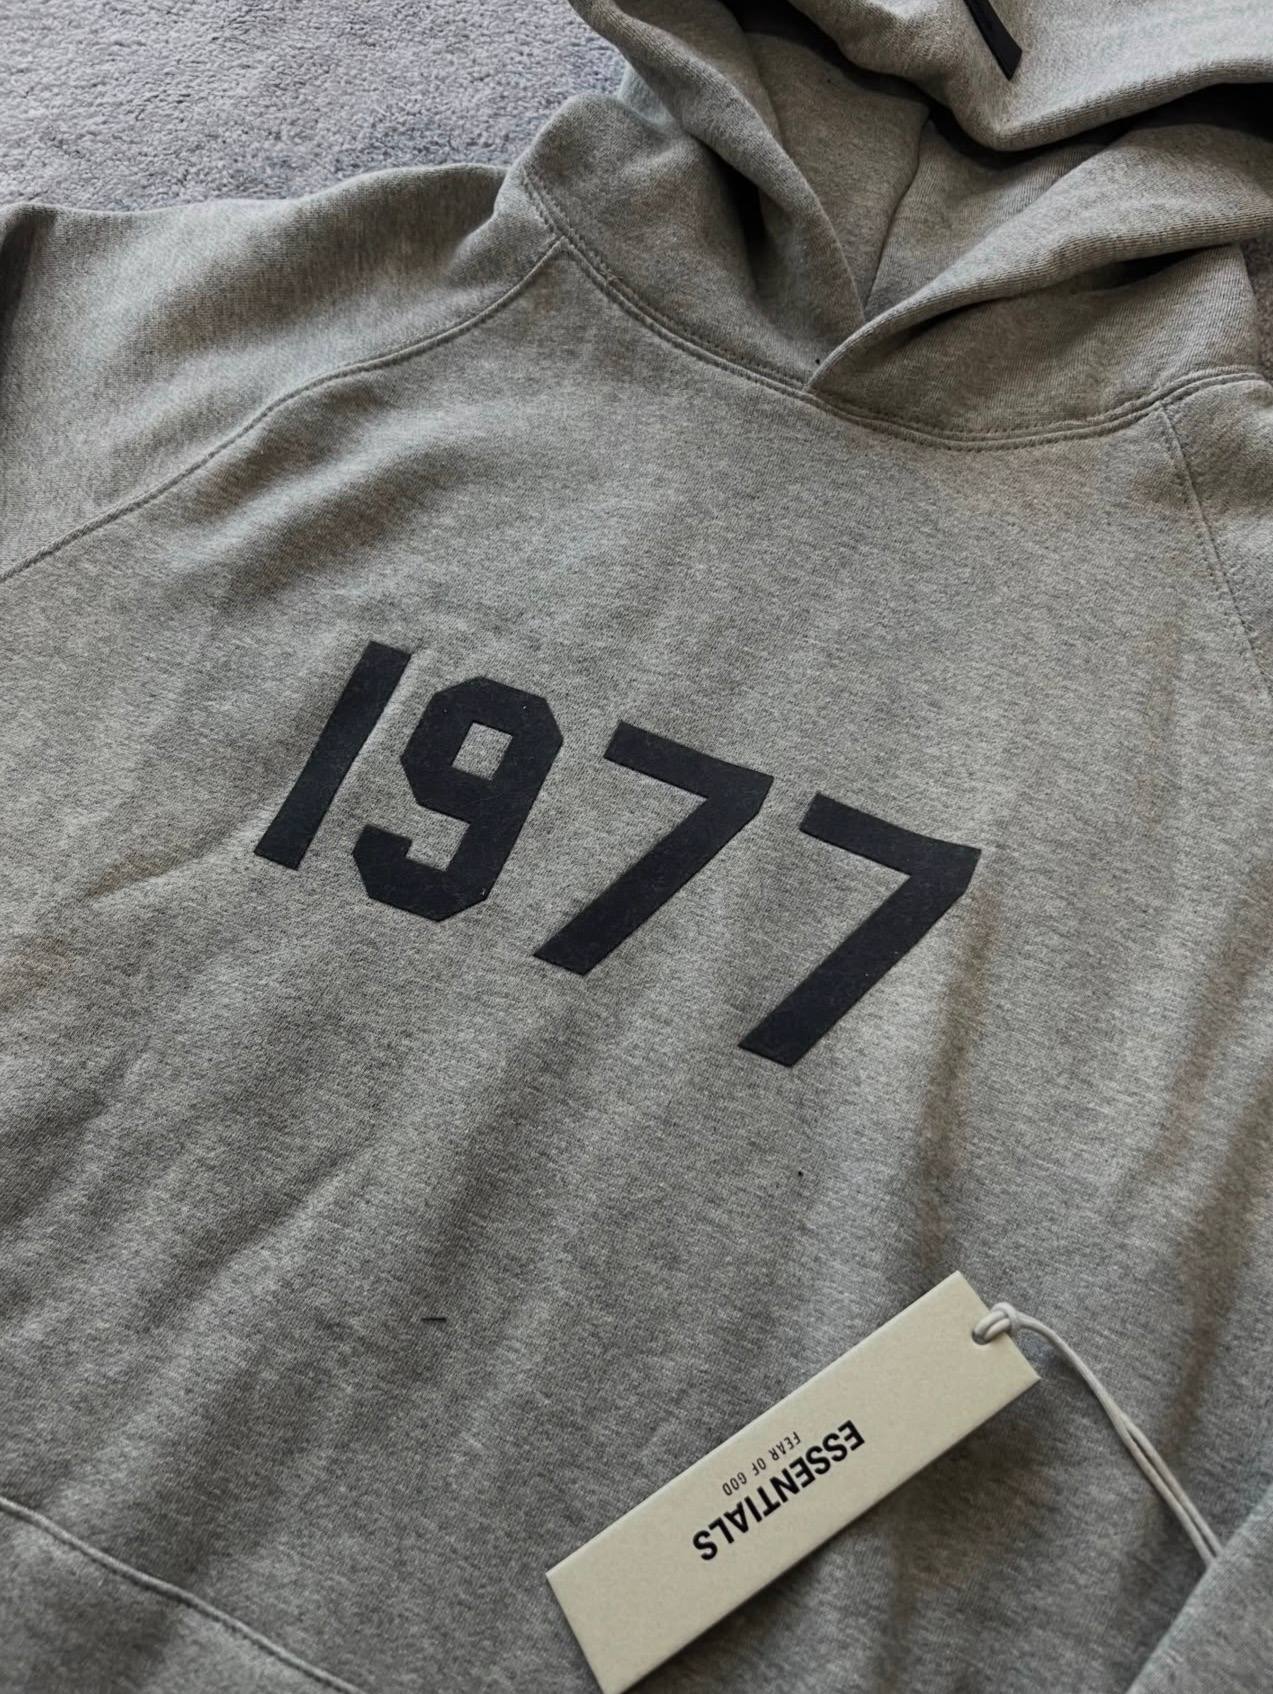 1977
ESSENTIALS
FEAR OF GOD